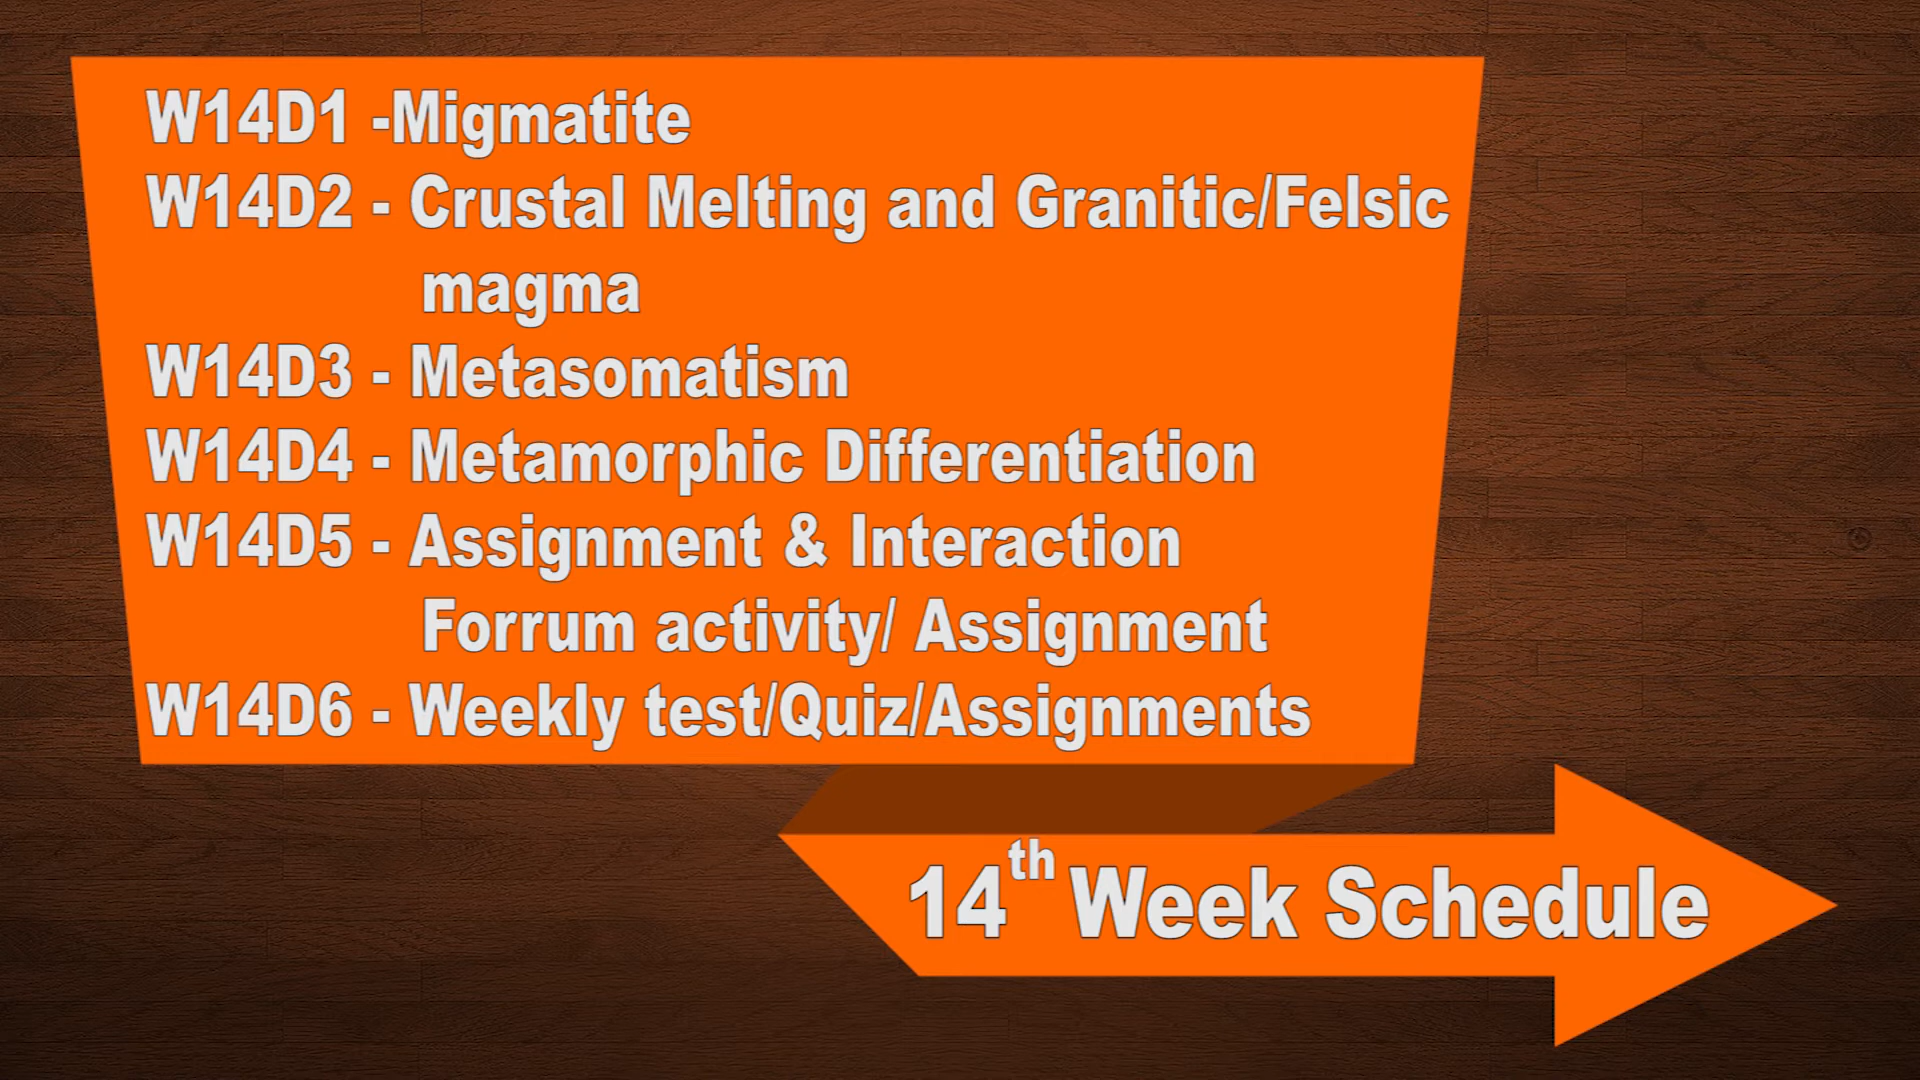 W14D1 -Migmatite
W14D2 - Crustal Melting and Granitic/Felsic
magma
W14D3 - Metasomatism
W14D4 - Metamorphic Differentiation
W14D5 - Assignment & Interaction
Forrum activity/ Assignment
W14D6 - Weekly test/Quiz/Assignments
14th Week Schedule